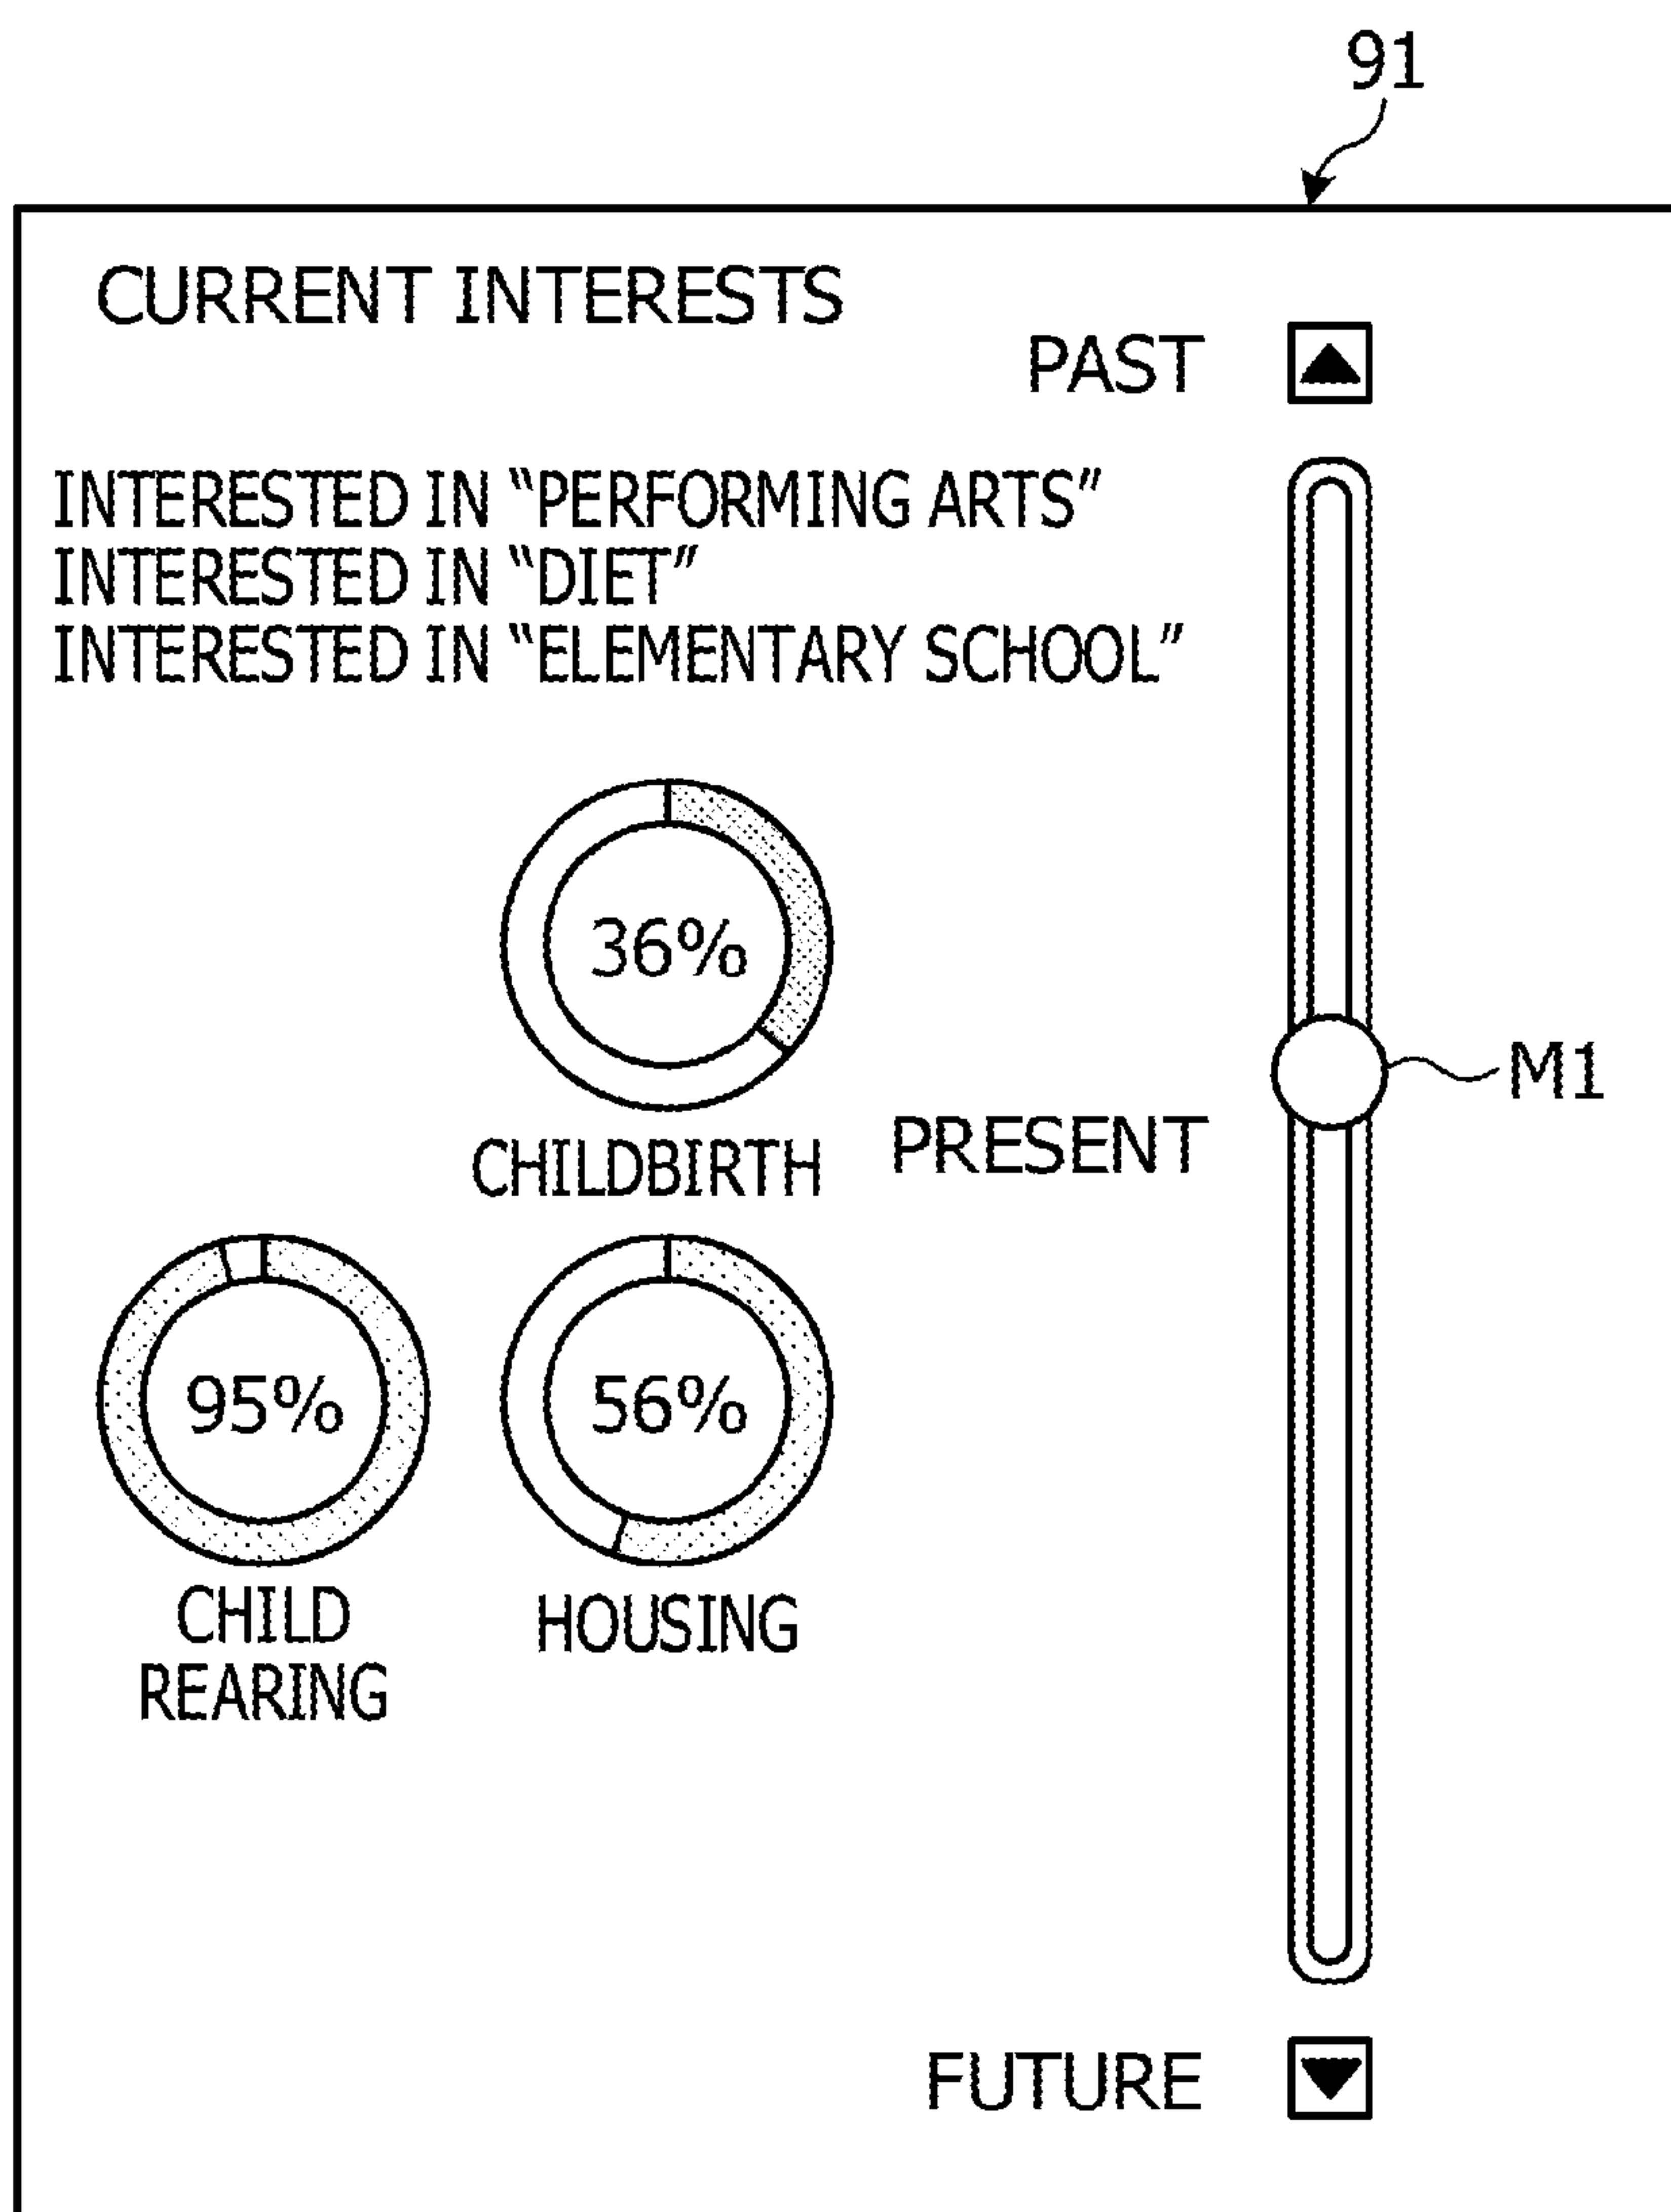 91
CURRENT INTERESTS
PAST
INTERESTED IN “PERFORMING ARTS”
INTERESTED IN “DIET”
INTERESTED IN “ELEMENTARY SCHOOL”
36%
CHILDBIRTH
M1
PRESENT
95%
CHILD
REARING
56%
HOUSING
FUTURE